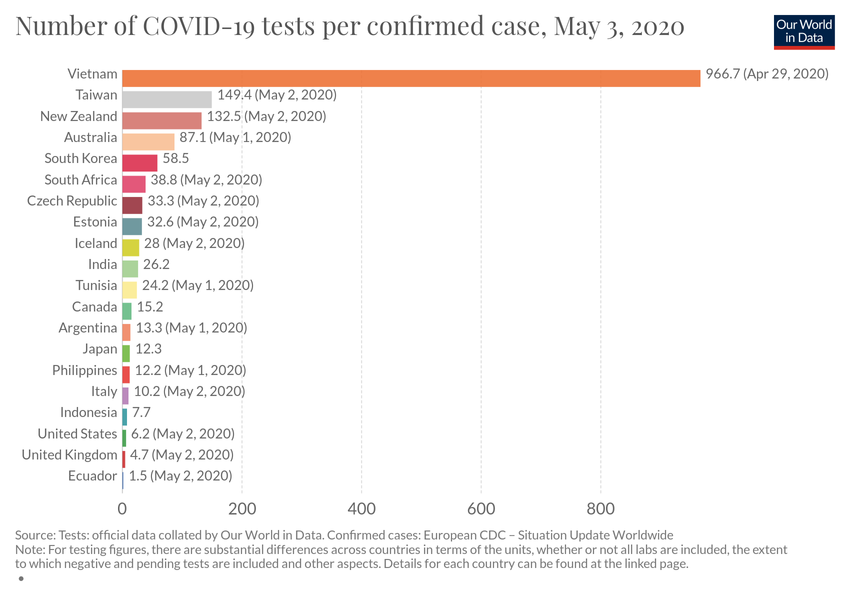 Number of COVID-19 tests per confirmed case, May 3, 2020
Our World
in Data
Vietnam 966.7 (Apr 29, 2020)
Taiwan 149.4 (May 2, 2020)
New Zealand 132.5 (May 2, 2020)
Australia 87.1 (May 1, 2020)
South Korea 58.5
South Africa 38.8 (May 2, 2020)
Czech Republic 33.3 (May 2, 2020)
Estonia 32.6 (May 2, 2020)
Iceland 28 (May 2, 2020)
India 26.2
Tunisia 24.2 (May 1, 2020)
Canada 15.2
Argentina 13.3 (May 1, 2020)
Japan 12.3
Philippines 12.2 (May 1, 2020)
Italy 10.2 (May 2, 2020)
Indonesia 7.7
United States 6.2 (May 2, 2020)
United Kingdom 4.7 (May 2, 2020)
Ecuador 1.5 (May 2, 2020)
0 200 400 600 800
Source: Tests: official data collated by Our World in Data. Confirmed cases: European CDC – Situation Update Worldwide
Note: For testing figures, there are substantial differences across countries in terms of the units, whether or not all labs are included, the extent
to which negative and pending tests are included and other aspects. Details for each country can be found at the linked page.
•